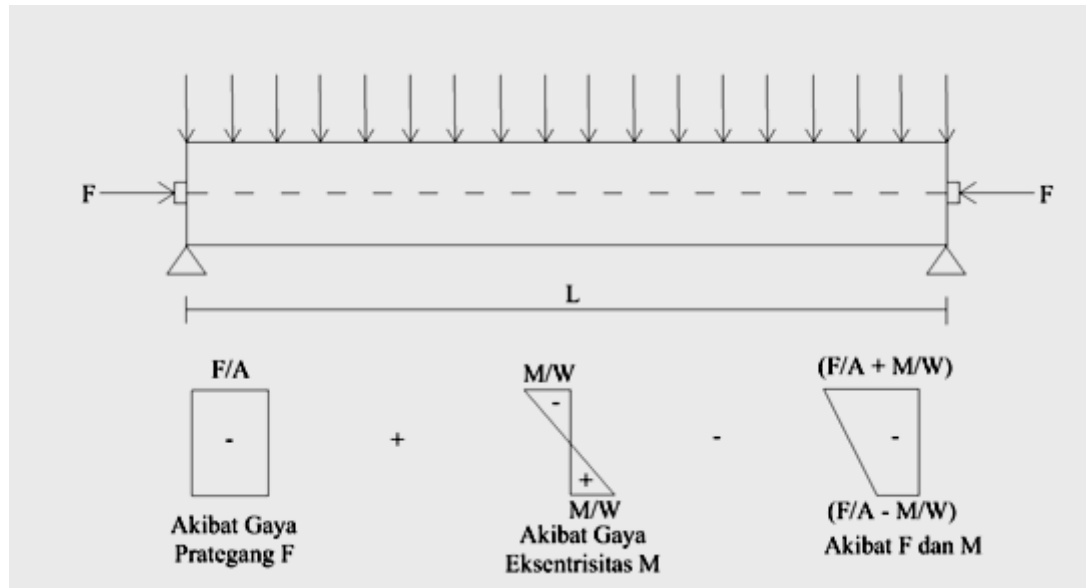 F
F
L
F/A
-
Akibat Gaya
Prategang F
+
M/W
-
+
M/W
Akibat Gaya
Eksentrisitas M
-
(F/A + M/W)
-
(F/A - M/W)
Akibat F dan M